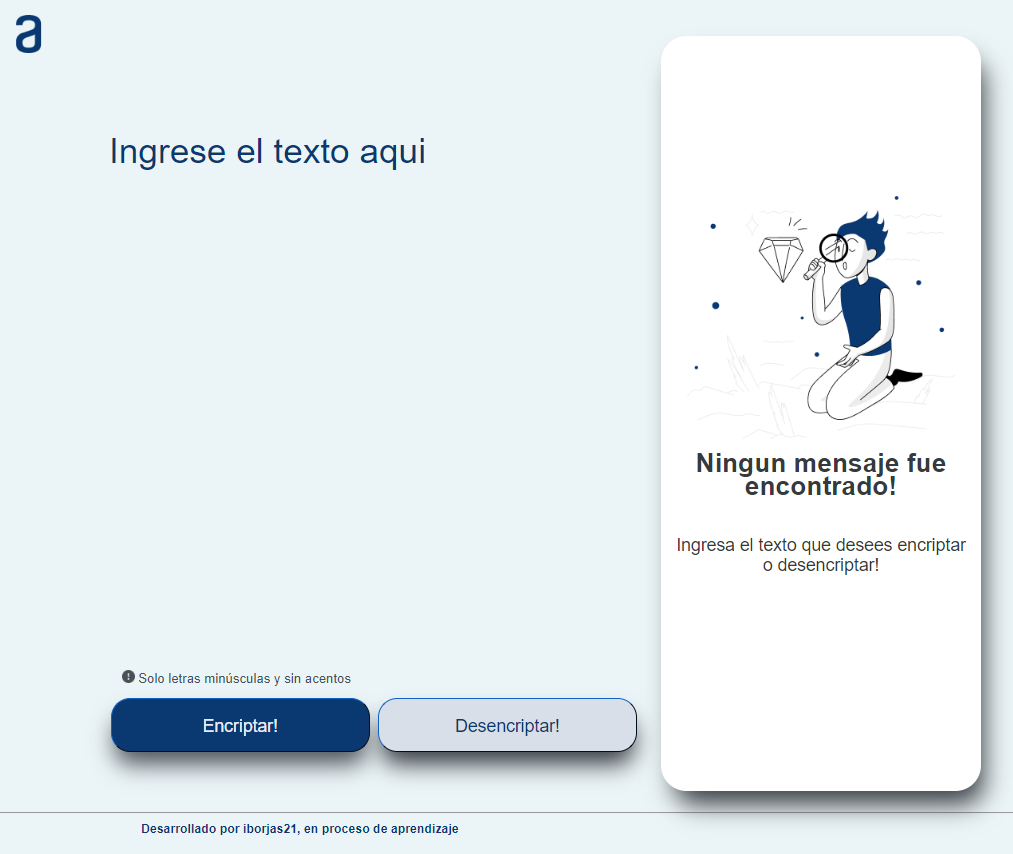 a
Ingrese el texto aqui
Ningun mensaje fue
encontrado!
Ingresa el texto que desees encriptar
o desencriptar!
! Solo letras minúsculas y sin acentos
Encriptar!
Desencriptar!
Desarrollado por iborjas21, en proceso de aprendizaje